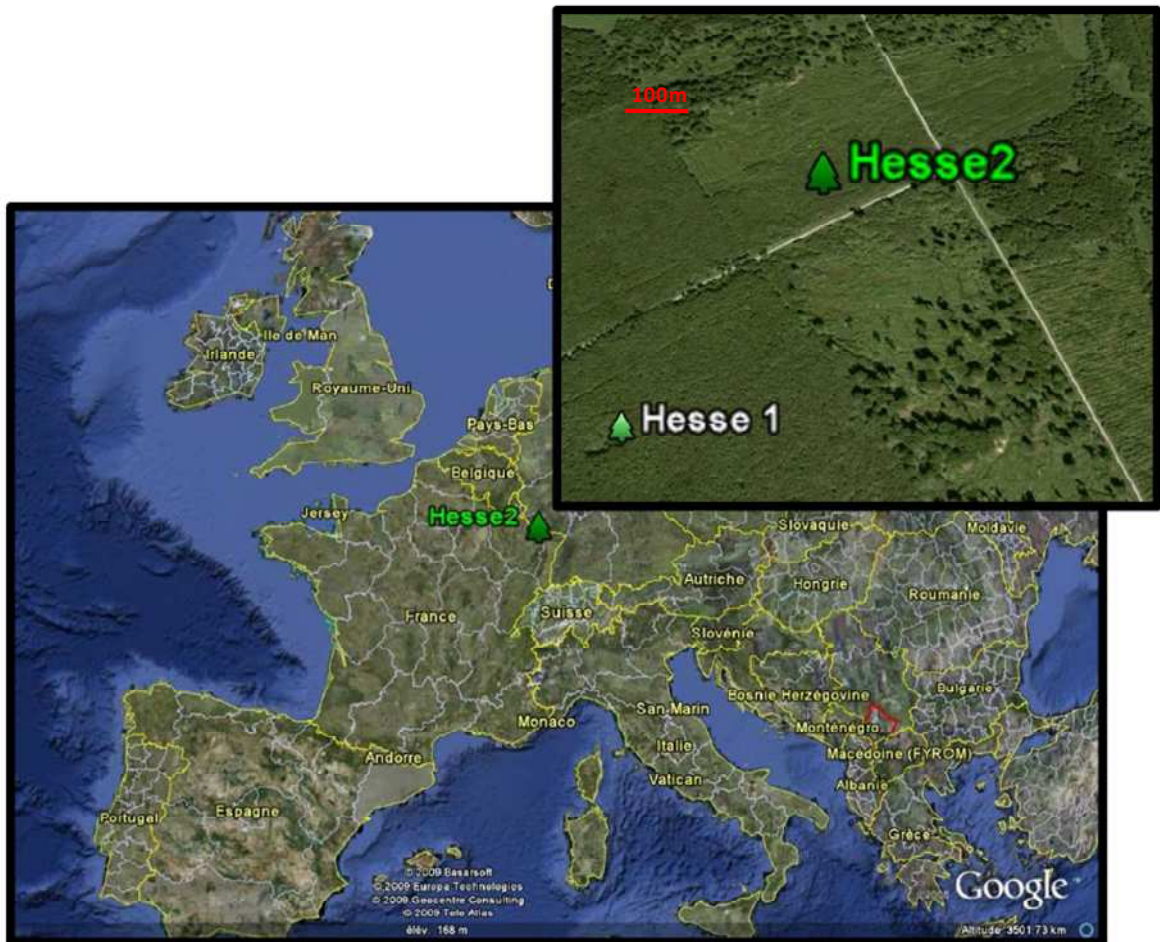 100m
Hesse2
Hesse 1
Ile de Man
Irlande
Royaume-Uni
Pays-Bas
Belgique
Jersey
Hesse2
Slovaquie
Moldavie
Autriche
Hongrie
Roumanie
France
Suisse
Slovénie
Bosnie Herzégovine
Bulgarie
San-Marin
Monaco
Monténégro
Italie
Macédoine (FYROM)
Andorre
Vatican
Albanie
Portugal
Espagne
Grèce
© 2009 Basarsoft
© 2009 Europa Technologies
© 2009 Geocentre Consulting
© 2009 Tele Atlas
Google
élév. 168 m
Altitude 3501.73 km